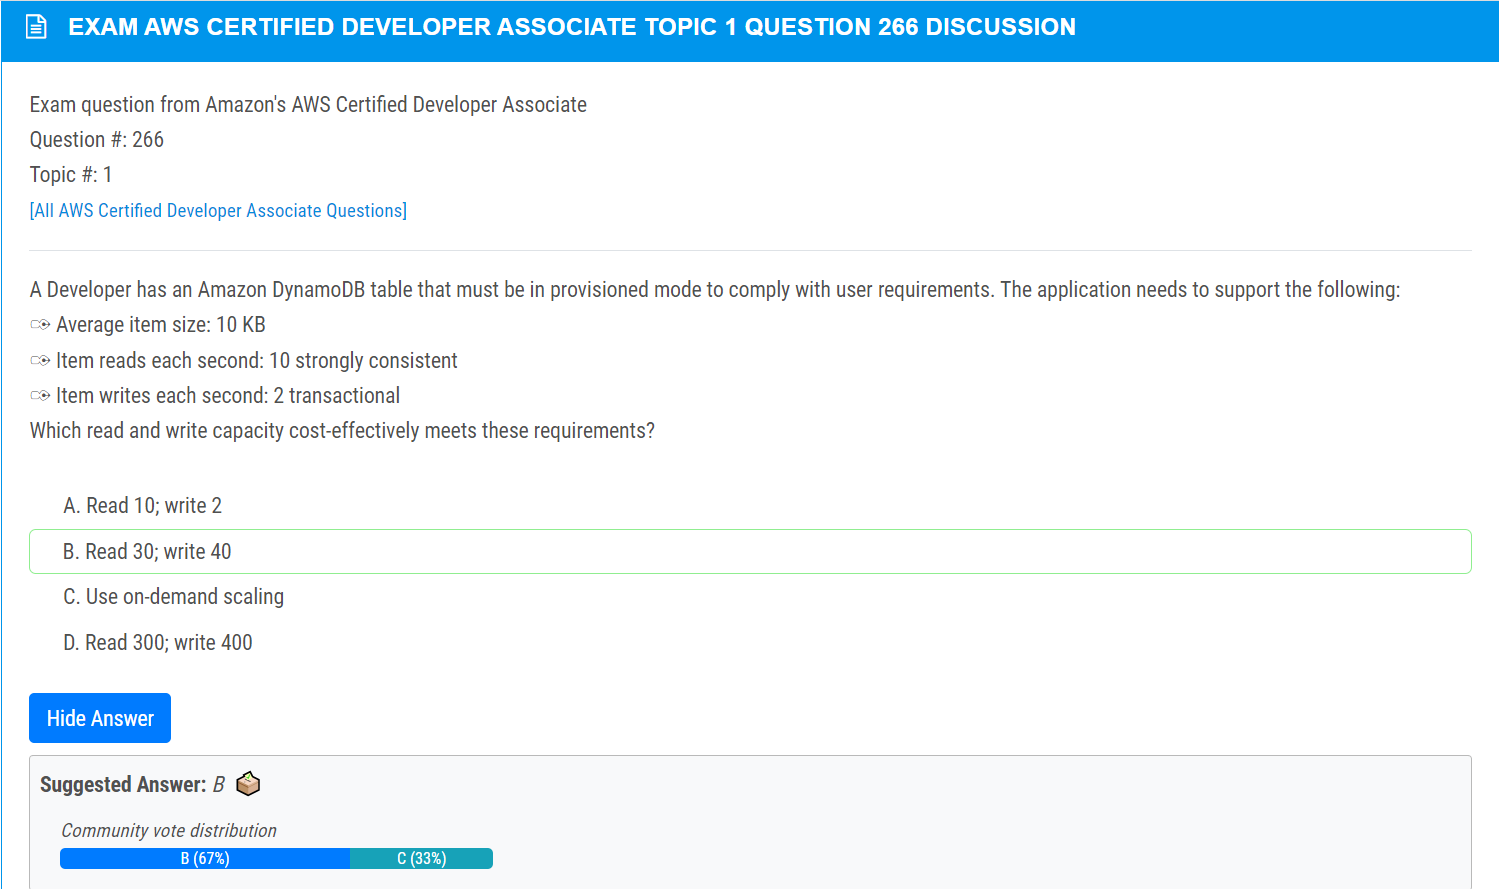 EXAM AWS CERTIFIED DEVELOPER ASSOCIATE TOPIC 1 QUESTION 266 DISCUSSION
Exam question from Amazon's AWS Certified Developer Associate
Question #: 266
Topic #: 1
[All AWS Certified Developer Associate Questions]
A Developer has an Amazon DynamoDB table that must be in provisioned mode to comply with user requirements. The application needs to support the following:
Average item size: 10 KB
Item reads each second: 10 strongly consistent
Item writes each second: 2 transactional
Which read and write capacity cost-effectively meets these requirements?
A. Read 10; write 2
B. Read 30; write 40
C. Use on-demand scaling
D. Read 300; write 400
Hide Answer
Suggested Answer: B
Community vote distribution
B (67%) C (33%)